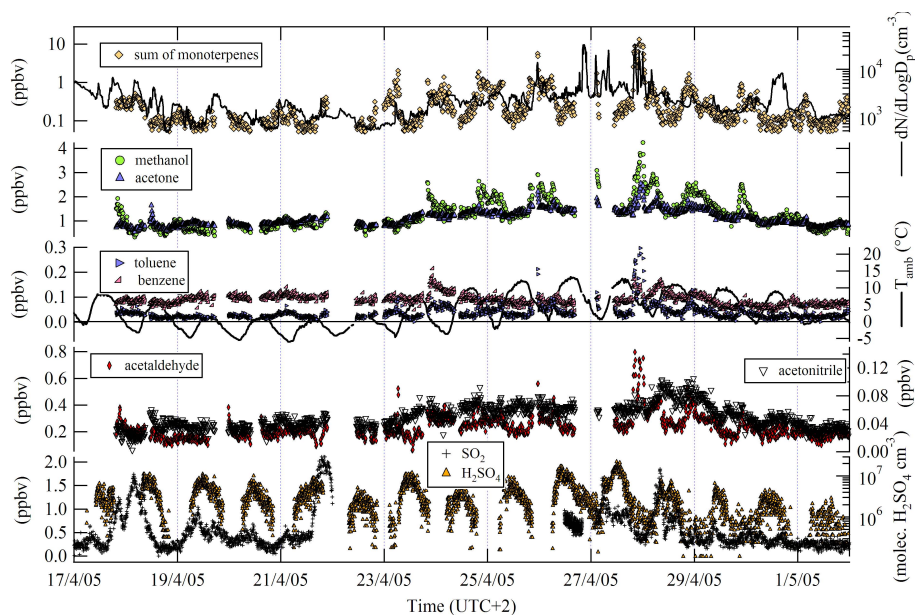 10
1
0.1
(ppbv)
sum of monoterpenes
10⁴
10³
dN/dLogDp(cm⁻³)
4
3
2
1
(ppbv)
methanol
acetone
0.3
0.2
0.1
0.0
(ppbv)
toluene
benzene
20
15
10
5
0
-5
Tamb (°C)
0.8
0.6
0.4
0.2
(ppbv)
acetaldehyde
acetonitrile
0.12
0.08
0.04
0.00
(ppbv)
2.0
1.5
1.0
0.5
0.0
(ppbv)
SO₂
H₂SO₄
10⁷
10⁶
(molec. H₂SO₄ cm⁻³)
17/4/05 19/4/05 21/4/05 23/4/05 25/4/05 27/4/05 29/4/05 1/5/05
Time (UTC+2)